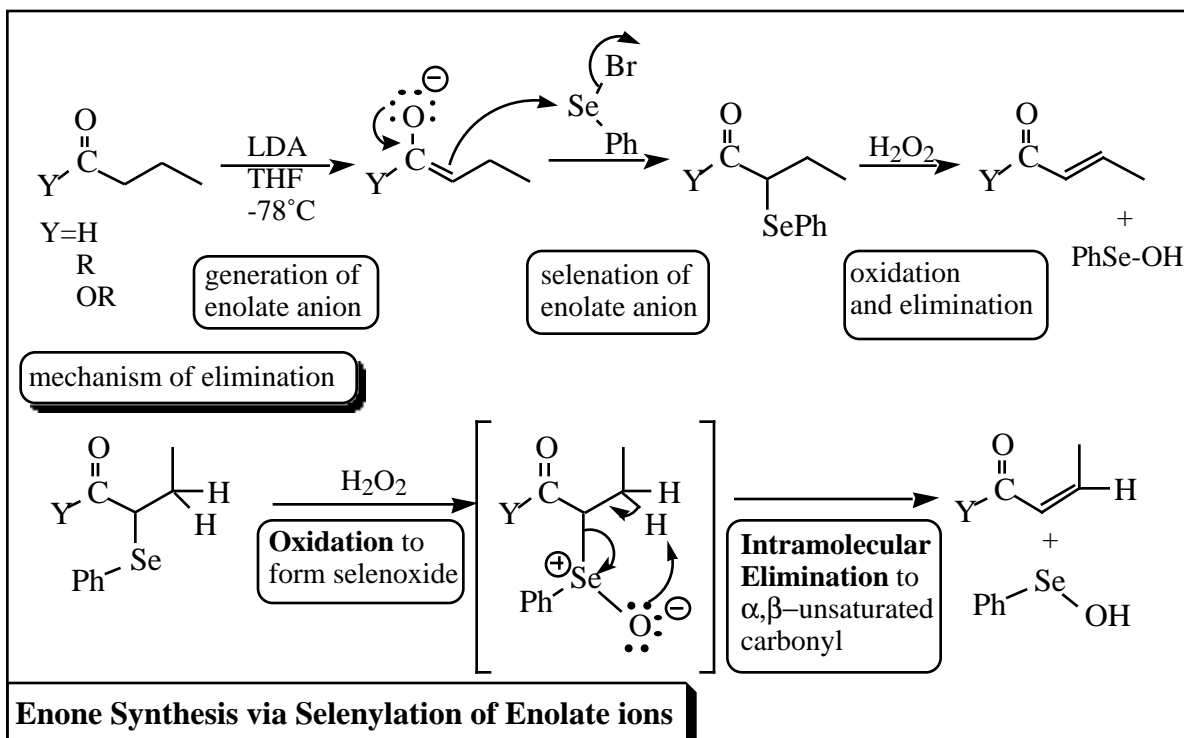 O
C
Y
Y=H
R
OR
LDA
THF
-78˚C
O
−
C
Y
Br
Se
Ph
O
C
Y
SePh
H₂O₂
O
C
Y
+
PhSe-OH
generation of
enolate anion
selenation of
enolate anion
oxidation
and elimination
mechanism of elimination
O
C
Y
H
H
Se
Ph
H₂O₂
Oxidation to
form selenoxide
O
C
Y
H
H
+
Se
Ph
O
−
Intramolecular
Elimination to
α,β–unsaturated
carbonyl
O
C
Y
H
+
Se
Ph
OH
Enone Synthesis via Selenylation of Enolate ions